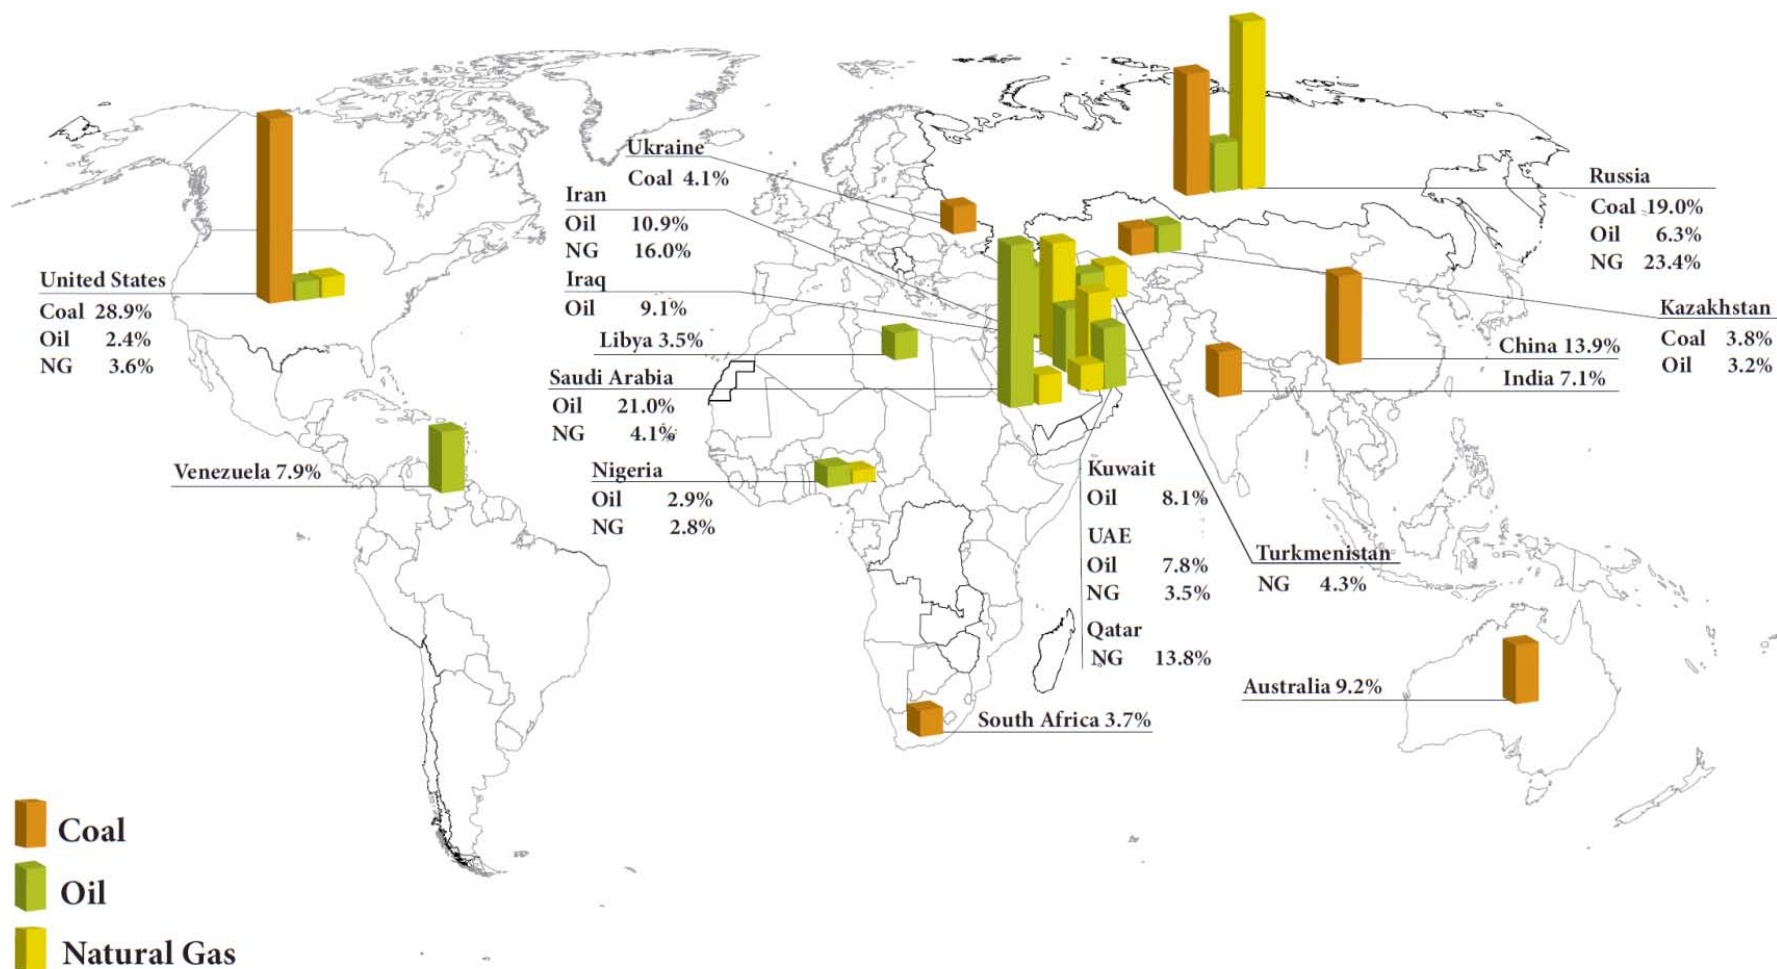 United States
Coal 28.9%
Oil 2.4%
NG 3.6%
Venezuela 7.9%
Ukraine
Coal 4.1%
Iran
Oil 10.9%
NG 16.0%
Iraq
Oil 9.1%
Libya 3.5%
Saudi Arabia
Oil 21.0%
NG 4.1%
Nigeria
Oil 2.9%
NG 2.8%
Kuwait
Oil 8.1%
UAE
Oil 7.8%
NG 3.5%
Qatar
NG 13.8%
Turkmenistan
NG 4.3%
South Africa 3.7%
Russia
Coal 19.0%
Oil 6.3%
NG 23.4%
Kazakhstan
Coal 3.8%
Oil 3.2%
China 13.9%
India 7.1%
Australia 9.2%
Coal
Oil
Natural Gas